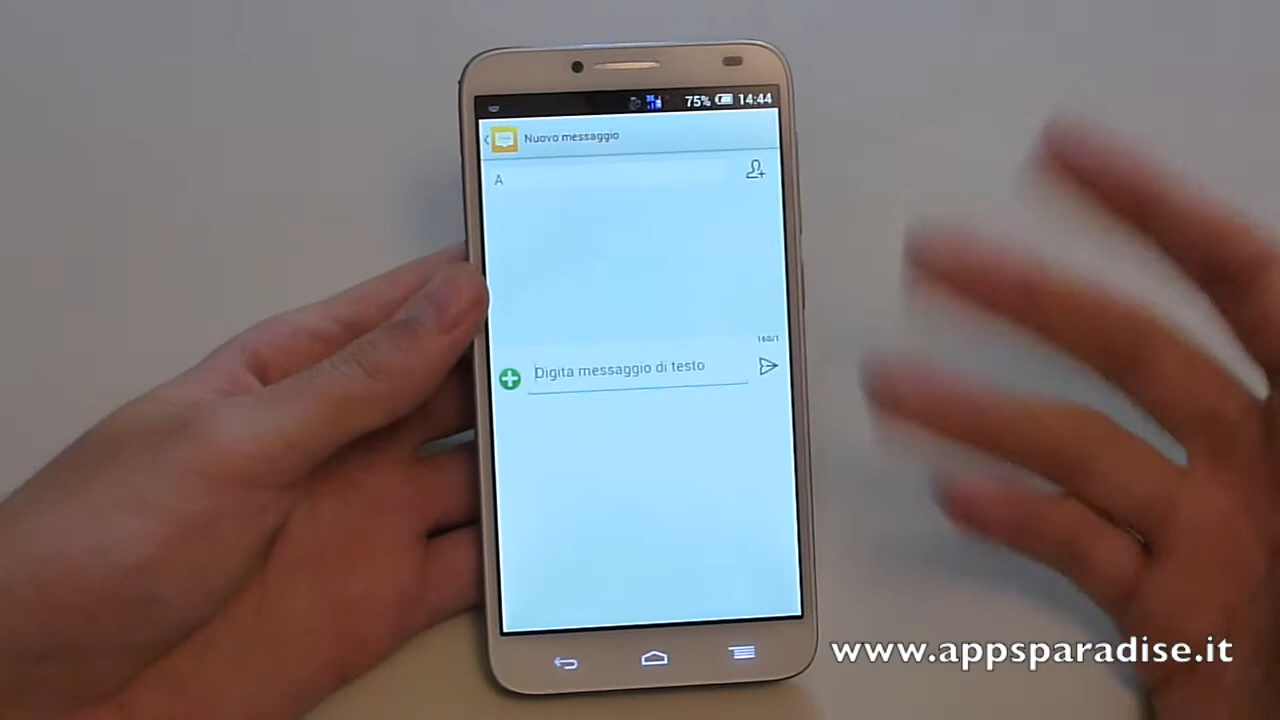 75% 14:44
Nuovo messaggio
A
160/1
Digita messaggio di testo
www.appsparadise.it